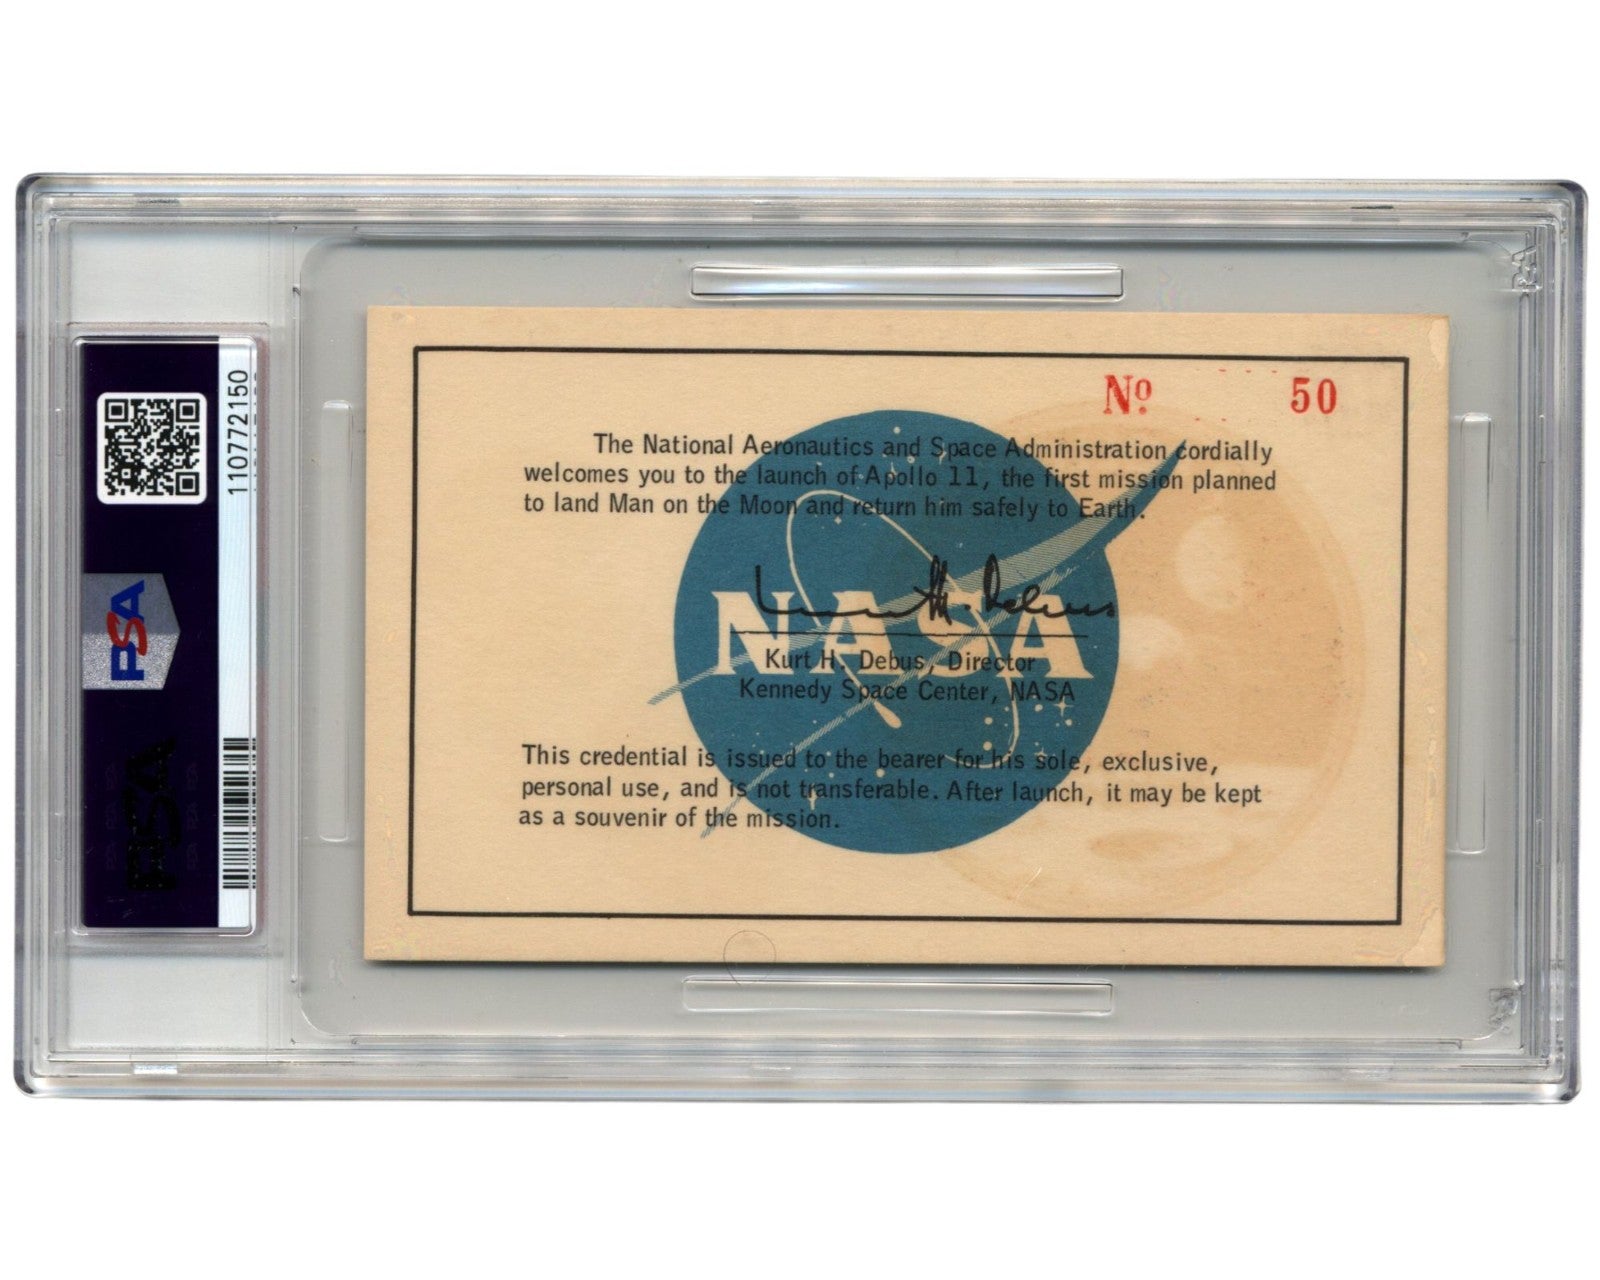 No. 50
The National Aeronautics and Space Administration cordially
welcomes you to the launch of Apollo 11, the first mission planned
to land Man on the Moon and return him safely to Earth.
Kurt H. Debus
NASA
Kurt H. Debus, Director
Kennedy Space Center, NASA
This credential is issued to the bearer for his sole, exclusive,
personal use, and is not transferable. After launch, it may be kept
as a souvenir of the mission.
110772150
PSA
PSA